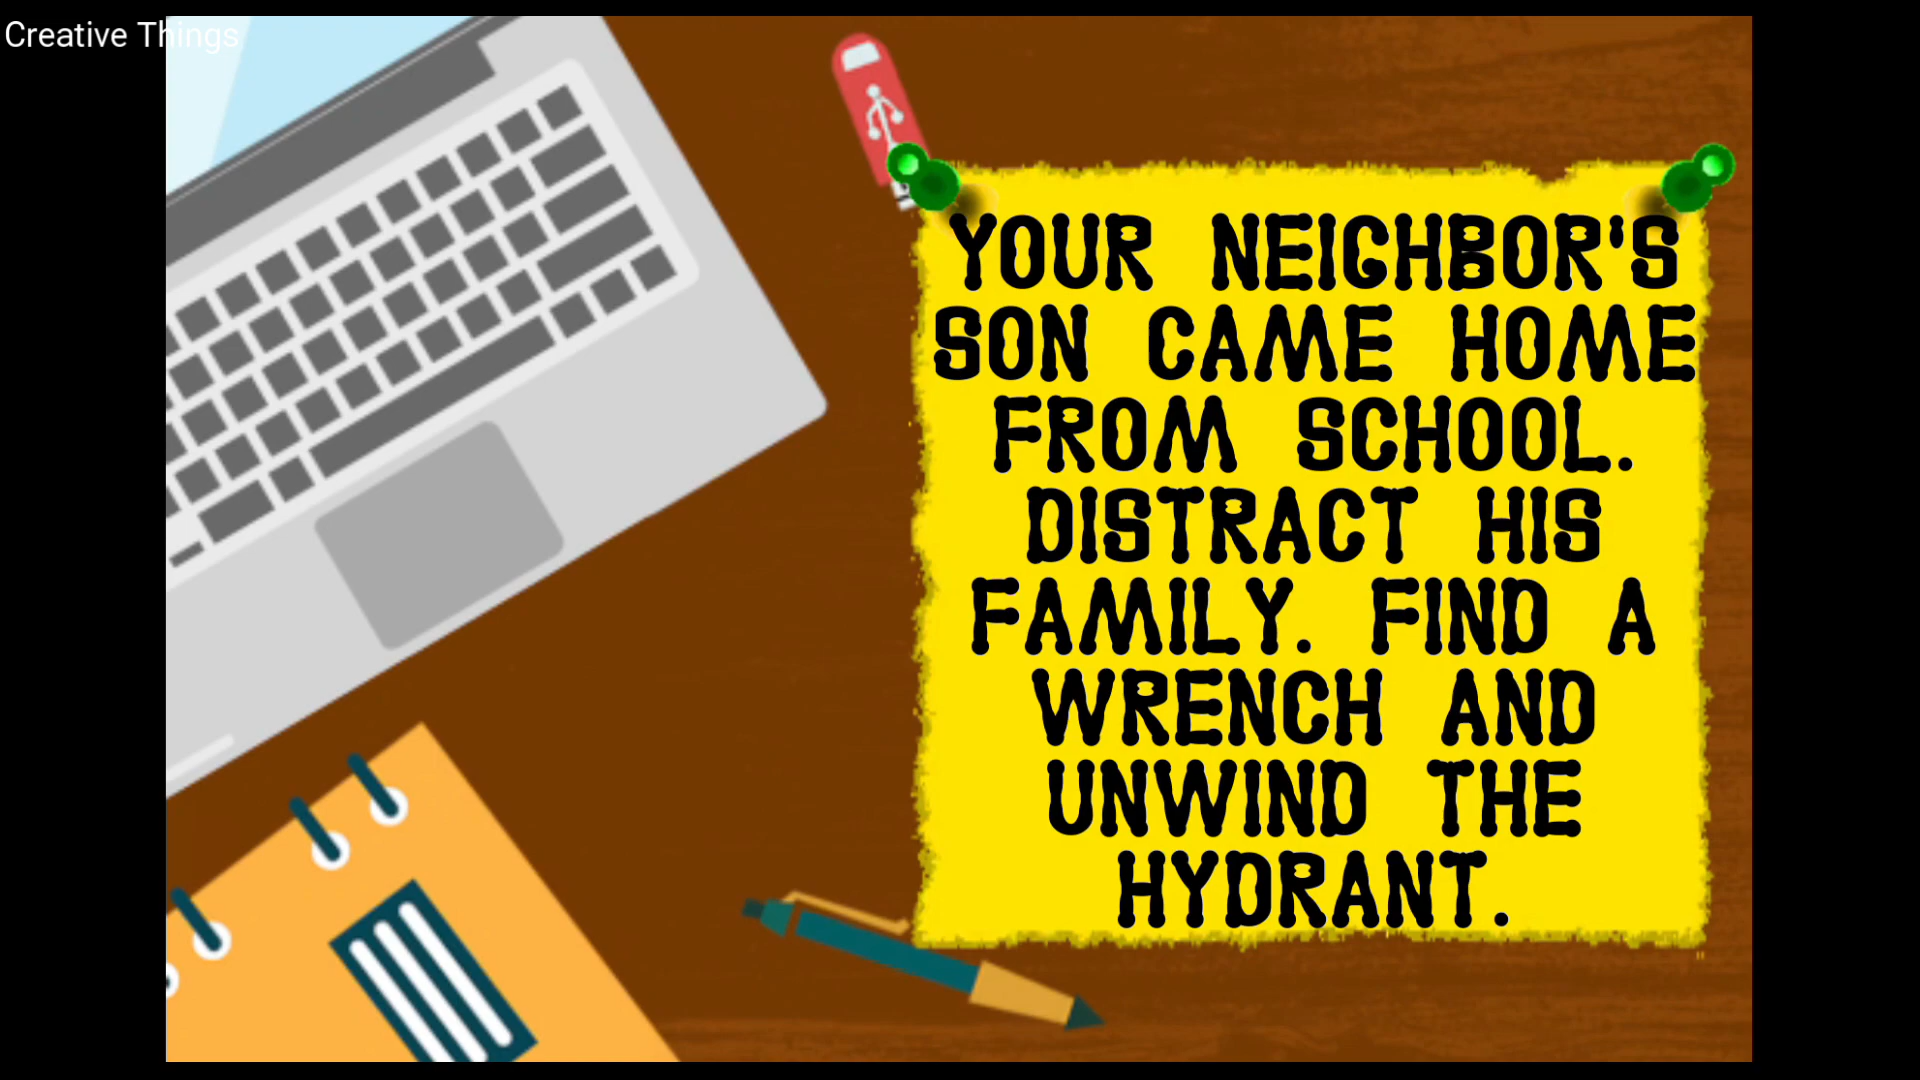 Creative Things
YOUR NEIGHBOR'S
SON CAME HOME
FROM SCHOOL.
DISTRACT HIS
FAMILY. FIND A
WRENCH AND
UNWIND THE
HYDRANT.